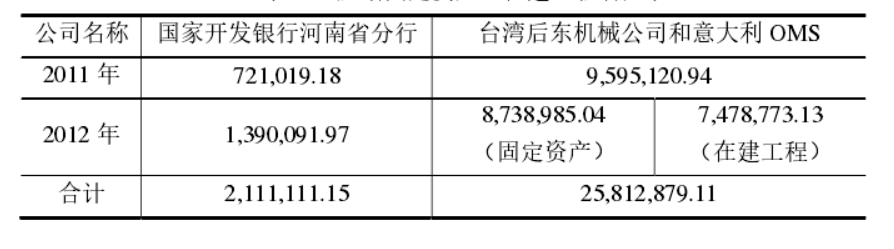 公司名称 国家开发银行河南省分行 台湾后东机械公司和意大利 OMS
2011 年 721,019.18 9,595,120.94
2012 年 1,390,091.97 8,738,985.04 7,478,773.13
（固定资产） （在建工程）
合计 2,111,111.15 25,812,879.11